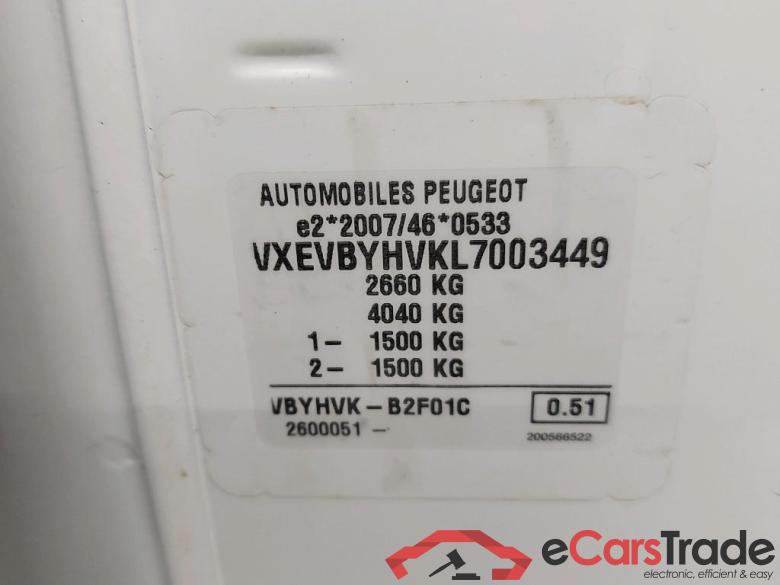 AUTOMOBILES PEUGEOT
e2*2007/46*0533
VXEVBYHVKL7003449
2660 KG
4040 KG
1- 1500 KG
2- 1500 KG
VBYHVK-B2F01C 0.51
2600051 -
200566522
eCarsTrade
electronic, efficient & easy